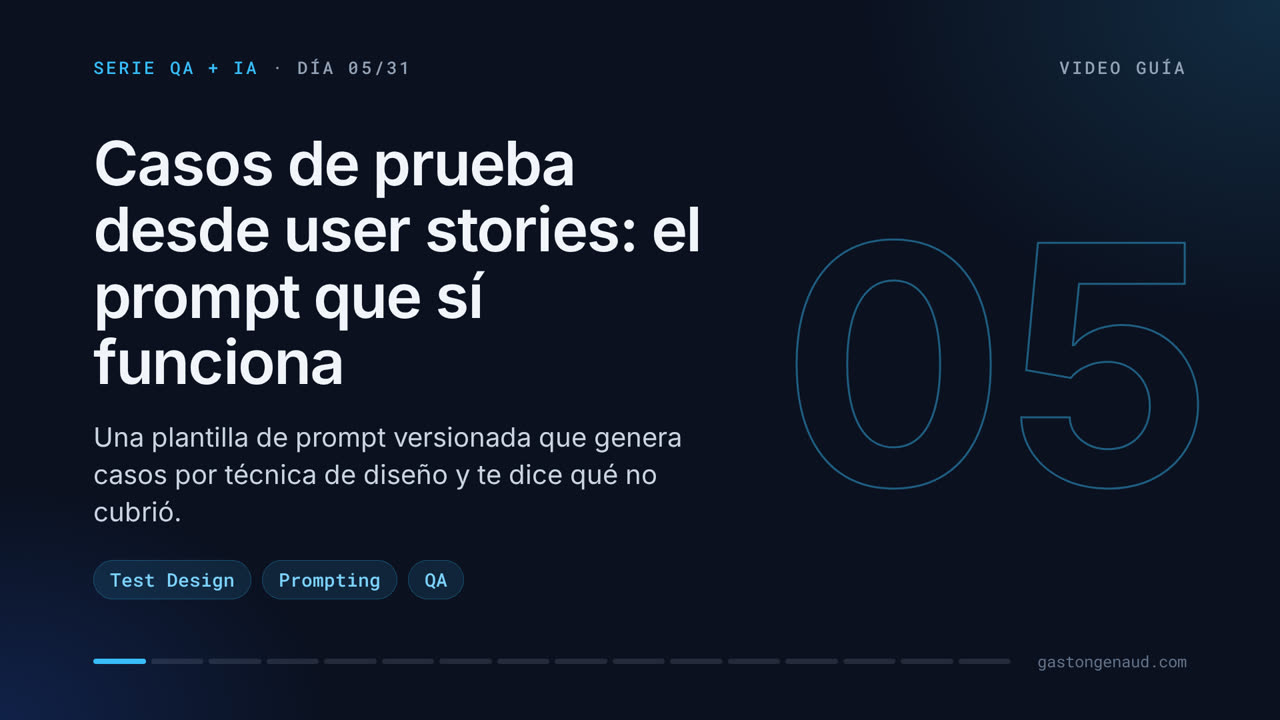 SERIE QA + IA · DÍA 05/31
VIDEO GUÍA
Casos de prueba
desde user stories: el
prompt que sí
funciona
05
Una plantilla de prompt versionada que genera
casos por técnica de diseño y te dice qué no
cubrió.
Test Design
Prompting
QA
gastongenaud.com